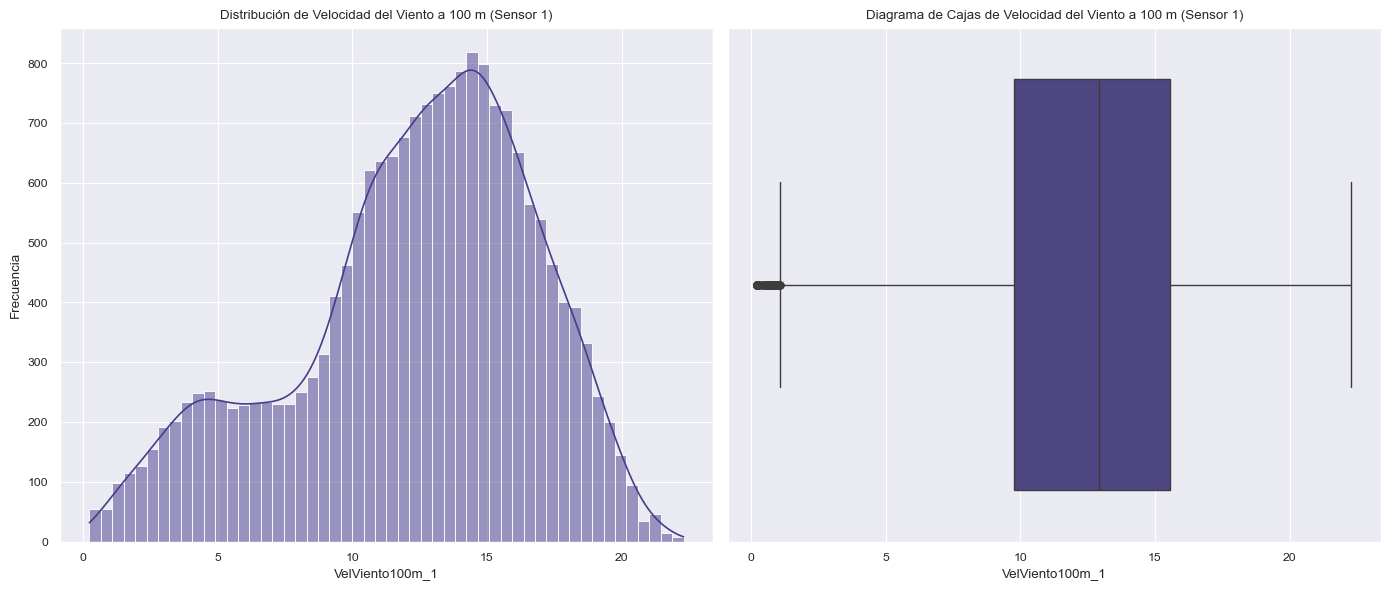 Distribución de Velocidad del Viento a 100 m (Sensor 1)
800
700
600
500
400
300
200
100
0
Frecuencia
0 5 10 15 20
VelViento100m_1
Diagrama de Cajas de Velocidad del Viento a 100 m (Sensor 1)
0 5 10 15 20
VelViento100m_1